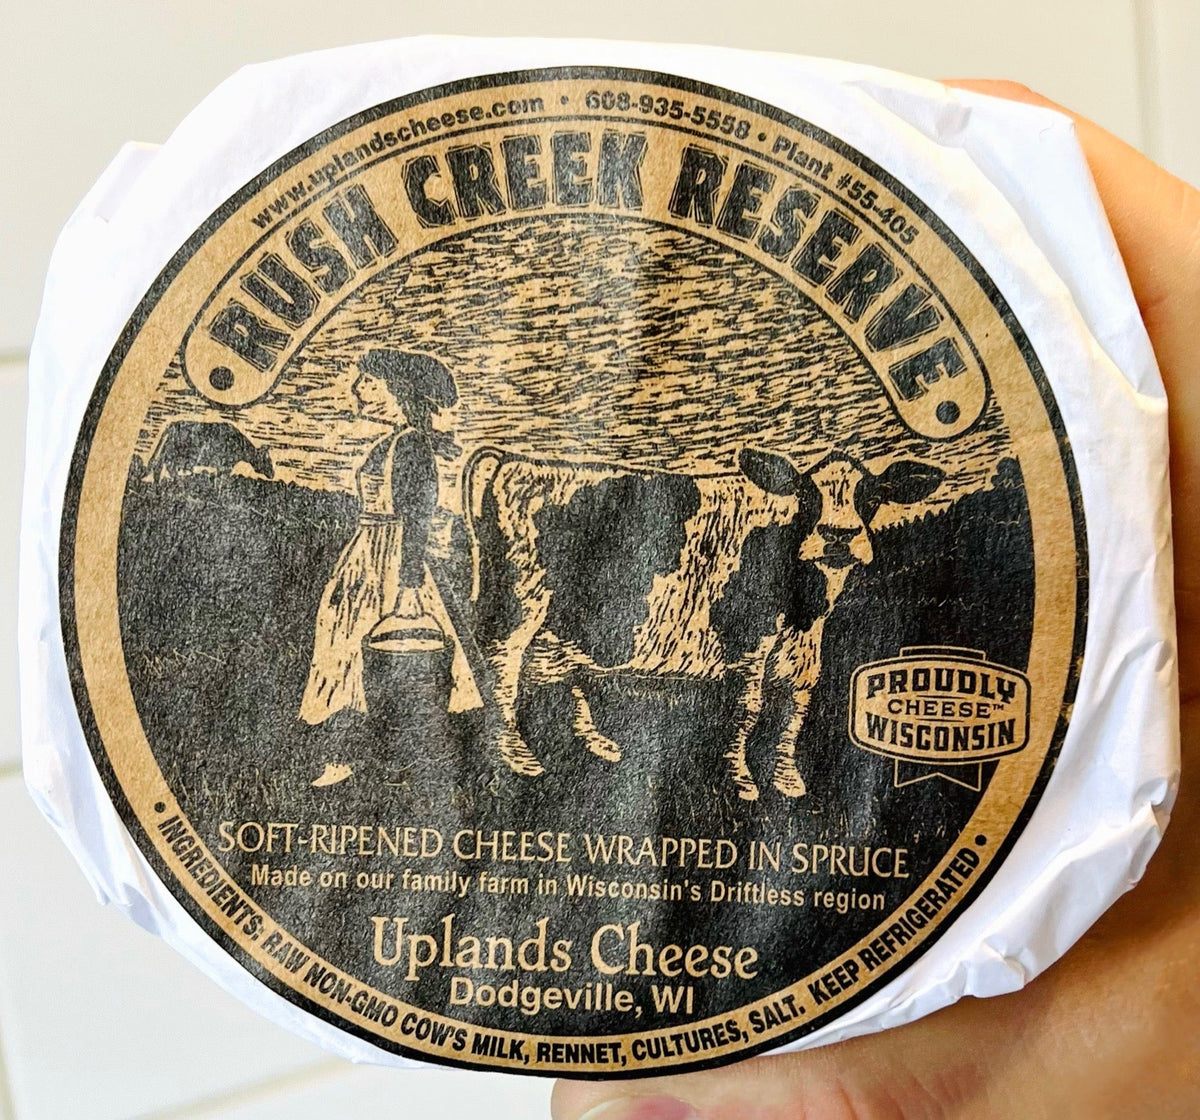 www.uplandscheese.com • 608-935-5558 • Plant #55-405
RUSH CREEK RESERVE
PROUDLY
CHEESE™
WISCONSIN
SOFT-RIPENED CHEESE WRAPPED IN SPRUCE
Made on our family farm in Wisconsin's Driftless region
Uplands Cheese
Dodgeville, WI
• INGREDIENTS: RAW NON-GMO COW'S MILK, RENNET, CULTURES, SALT. KEEP REFRIGERATED •